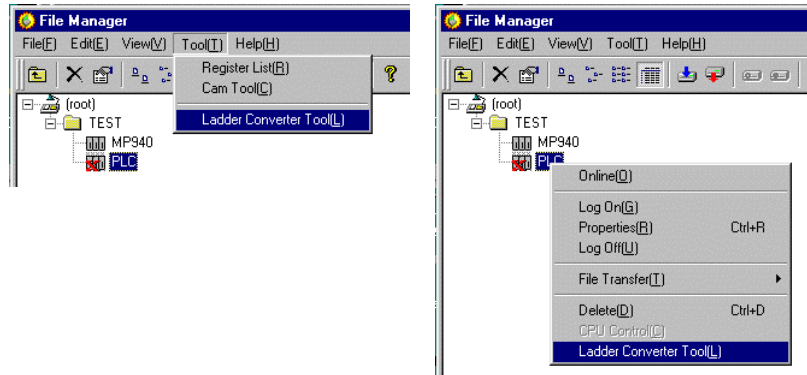 File Manager
File(F) Edit(E) View(V) Tool(T) Help(H)
Register List(R)
Cam Tool(C)
Ladder Converter Tool(L)
(root)
TEST
MP940
PLC
File Manager
File(F) Edit(E) View(V) Tool(T) Help(H)
(root)
TEST
MP940
PLC
Online(O)
Log On(G)
Properties(R) Ctrl+R
Log Off(U)
File Transfer(T)
Delete(D) Ctrl+D
CPU Control(C)
Ladder Converter Tool(L)